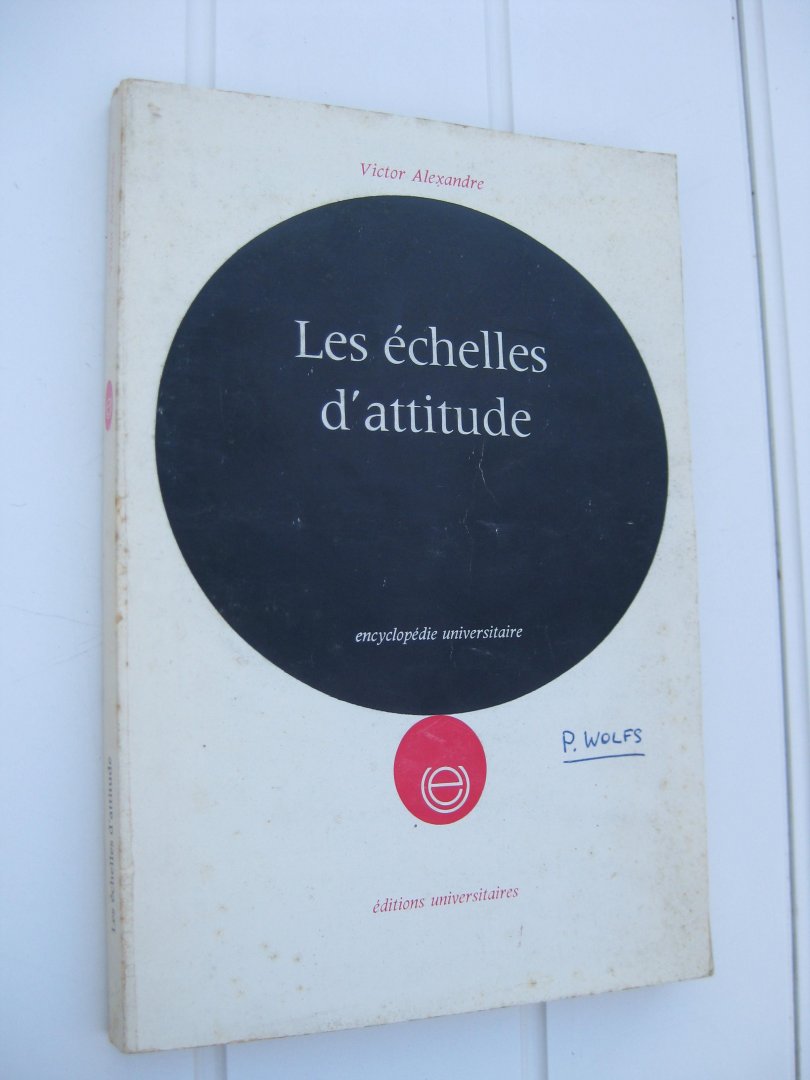 Victor Alexandre
Les échelles
d'attitude
encyclopédie universitaire
P. WOLFS
e
éditions universitaires
Les échelles d'attitude